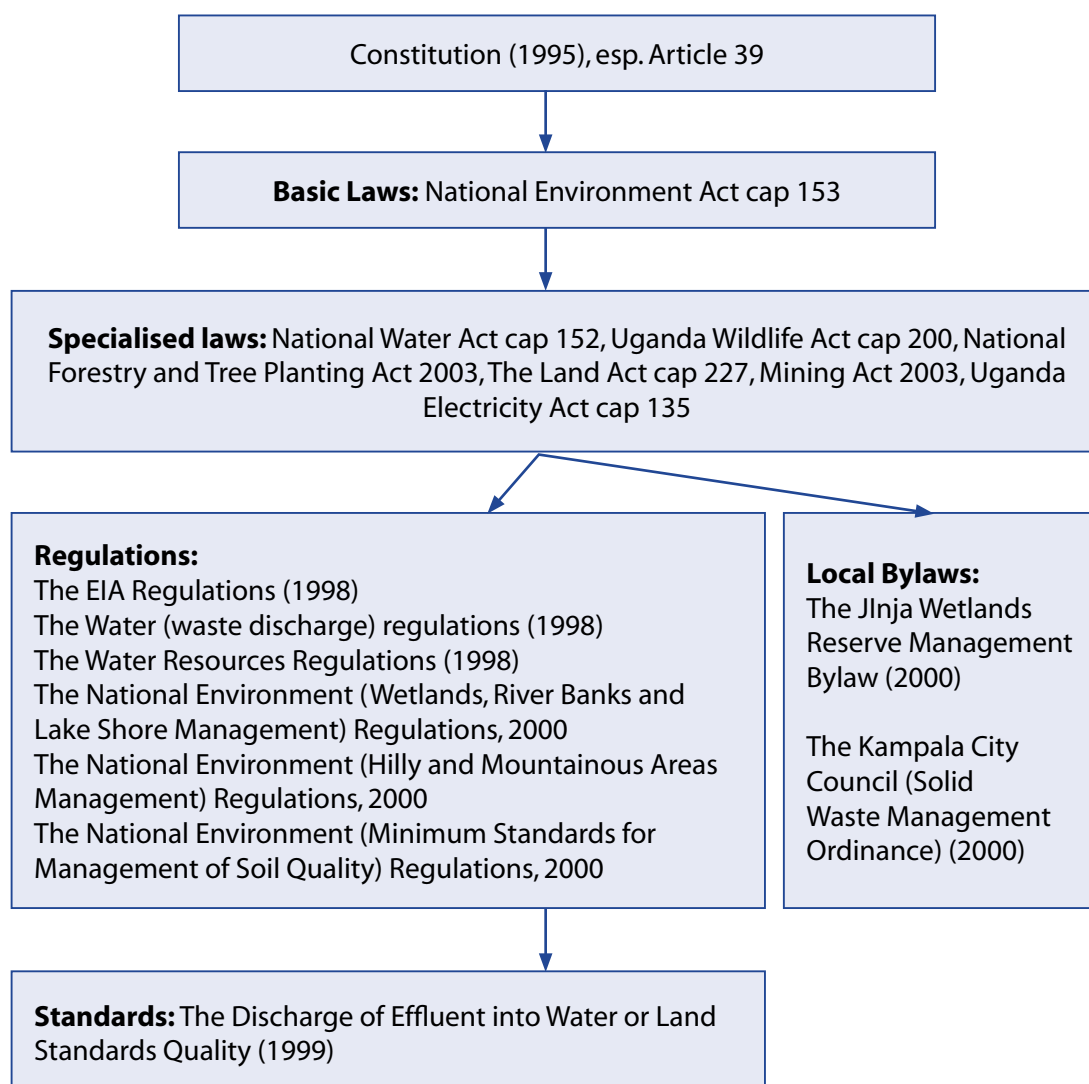 Constitution (1995), esp. Article 39
Basic Laws: National Environment Act cap 153
Specialised laws: National Water Act cap 152, Uganda Wildlife Act cap 200, National
Forestry and Tree Planting Act 2003, The Land Act cap 227, Mining Act 2003, Uganda
Electricity Act cap 135
Regulations:
The EIA Regulations (1998)
The Water (waste discharge) regulations (1998)
The Water Resources Regulations (1998)
The National Environment (Wetlands, River Banks and
Lake Shore Management) Regulations, 2000
The National Environment (Hilly and Mountainous Areas
Management) Regulations, 2000
The National Environment (Minimum Standards for
Management of Soil Quality) Regulations, 2000
Local Bylaws:
The JInja Wetlands
Reserve Management
Bylaw (2000)
The Kampala City
Council (Solid
Waste Management
Ordinance) (2000)
Standards: The Discharge of Effluent into Water or Land
Standards Quality (1999)